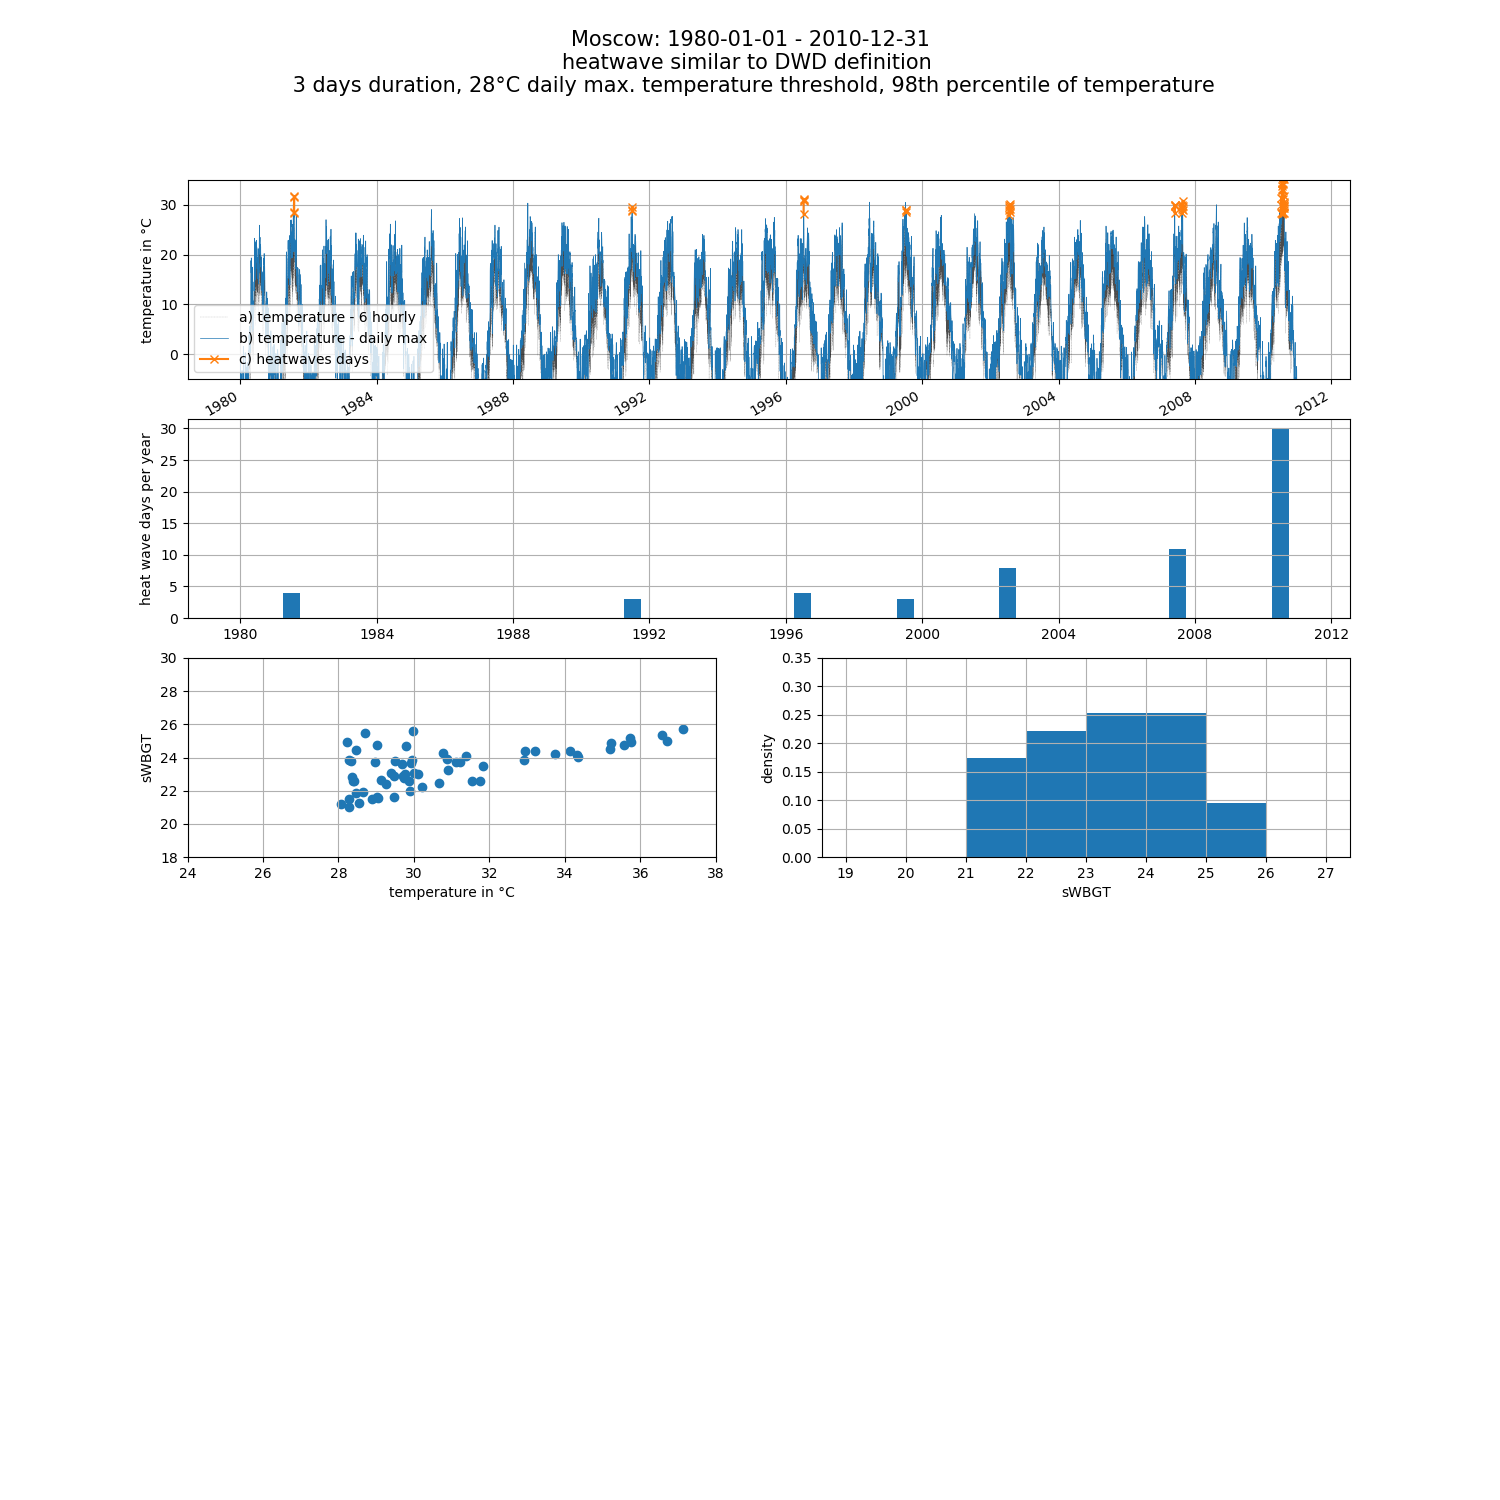 Moscow: 1980-01-01 - 2010-12-31
heatwave similar to DWD definition
3 days duration, 28°C daily max. temperature threshold, 98th percentile of temperature
temperature in °C
30
20
10
0
a) temperature - 6 hourly
b) temperature - daily max
c) heatwaves days
1980 1984 1988 1992 1996 2000 2004 2008 2012
heat wave days per year
30
25
20
15
10
5
0
1980 1984 1988 1992 1996 2000 2004 2008 2012
sWBGT
30
28
26
24
22
20
18
24 26 28 30 32 34 36 38
temperature in °C
density
0.35
0.30
0.25
0.20
0.15
0.10
0.05
0.00
19 20 21 22 23 24 25 26 27
sWBGT